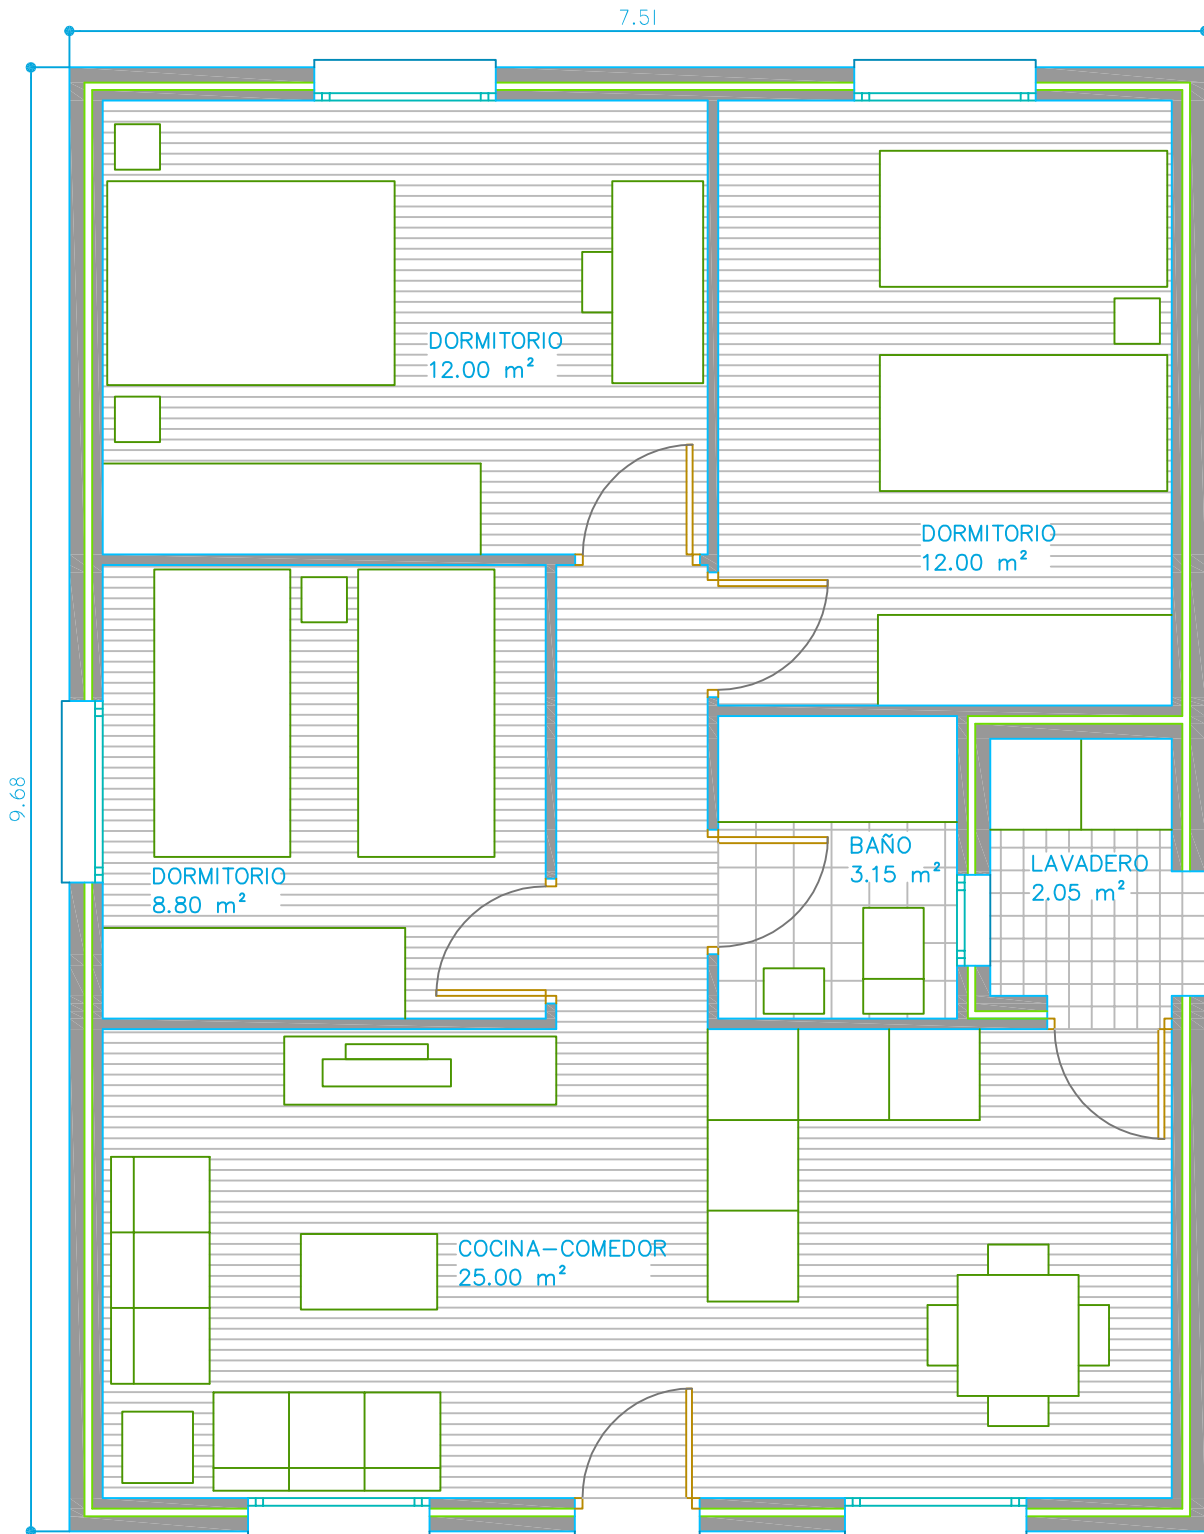 7.51
DORMITORIO
12.00 m²
DORMITORIO
12.00 m²
9.68
DORMITORIO
8.80 m²
BAÑO
3.15 m²
LAVADERO
2.05 m²
COCINA-COMEDOR
25.00 m²